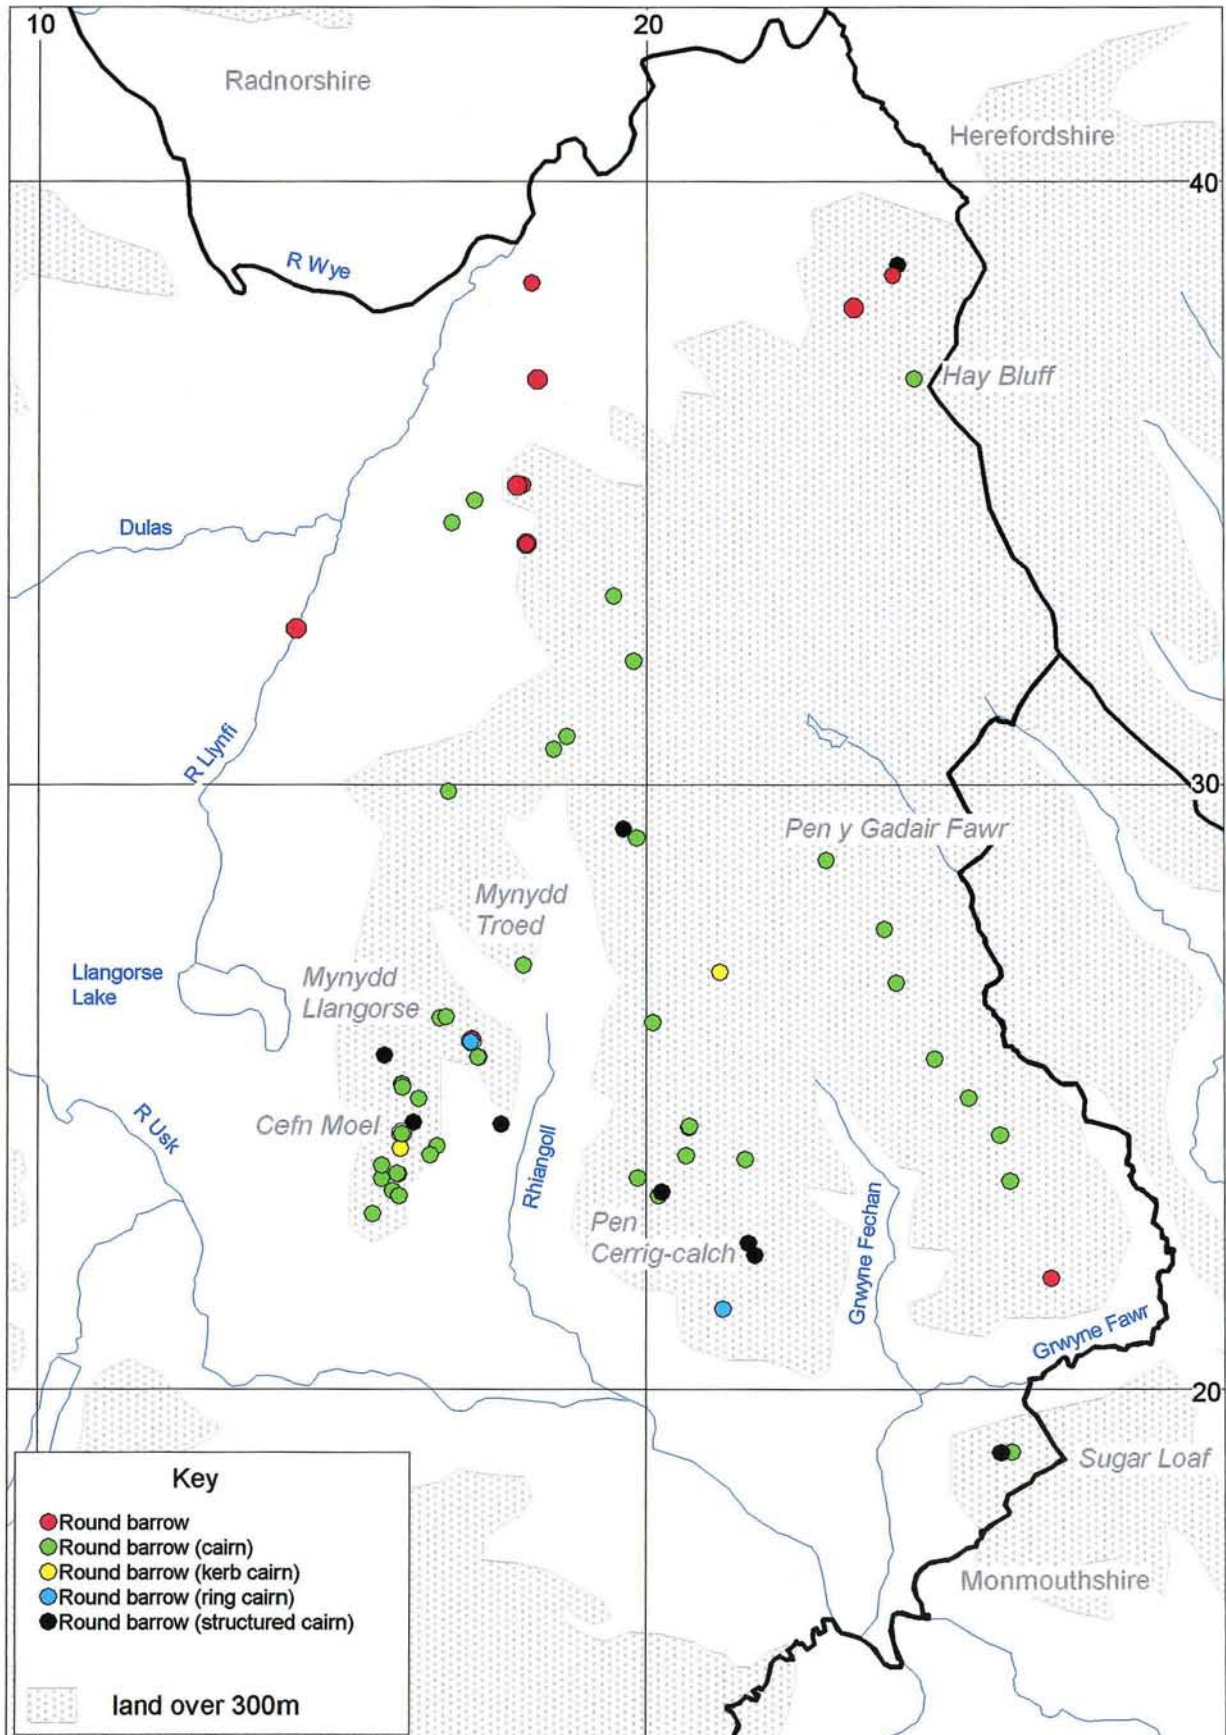 10
20
Radnorshire
Herefordshire
40
R Wye
Hay Bluff
Dulas
R Llynfi
30
Pen y Gadair Fawr
Mynydd
Troed
Llangorse
Lake
Mynydd
Llangorse
R Usk
Cefn Moel
Rhiangoll
Grwyne Fechan
Pen
Cerrig-calch
Grwyne Fawr
20
Sugar Loaf
Monmouthshire
Key
Round barrow
Round barrow (cairn)
Round barrow (kerb cairn)
Round barrow (ring cairn)
Round barrow (structured cairn)
land over 300m